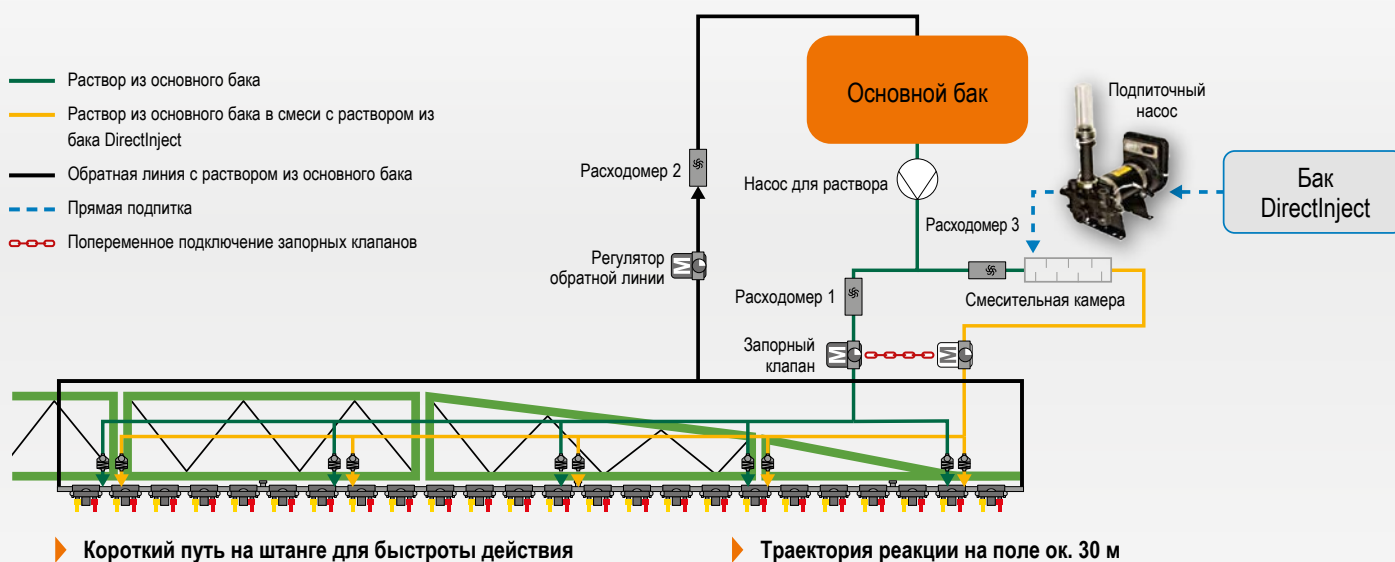 Раствор из основного бака
Раствор из основного бака в смеси с раствором из
бака DirectInject
Обратная линия с раствором из основного бака
Прямая подпитка
Попеременное подключение запорных клапанов
Основной бак
Подпиточный
насос
Бак
DirectInject
Расходомер 2
Насос для раствора
Расходомер 3
Регулятор
обратной линии
M
Расходомер 1
Смесительная камера
Запорный
клапан
M
M
Короткий путь на штанге для быстроты действия
Траектория реакции на поле ок. 30 м